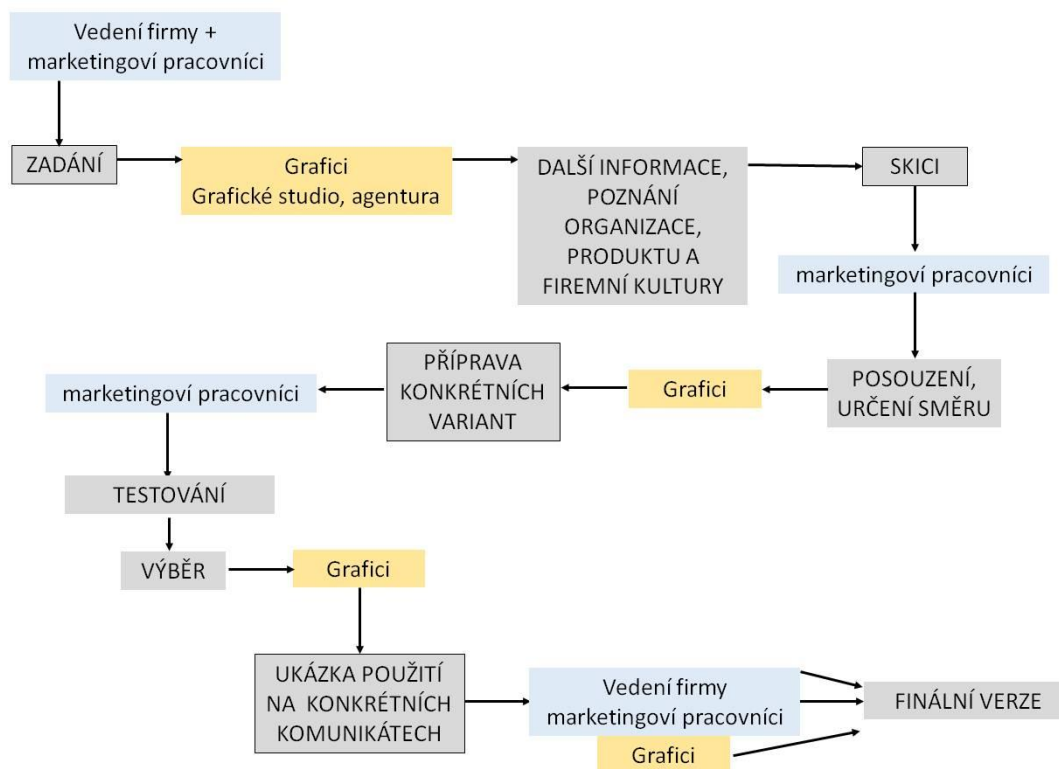 Vedení firmy +
marketingoví pracovníci
ZADÁNÍ
Grafici
Grafické studio, agentura
DALŠÍ INFORMACE,
POZNÁNÍ
ORGANIZACE,
PRODUKTU A
FIREMNÍ KULTURY
SKICI
marketingoví pracovníci
POSOUZENÍ,
URČENÍ SMĚRU
Grafici
PŘÍPRAVA
KONKRÉTNÍCH
VARIANT
marketingoví pracovníci
TESTOVÁNÍ
VÝBĚR
Grafici
UKÁZKA POUŽITÍ
NA KONKRÉTNÍCH
KOMUNIKÁTECH
Vedení firmy
marketingoví pracovníci
Grafici
FINÁLNÍ VERZE